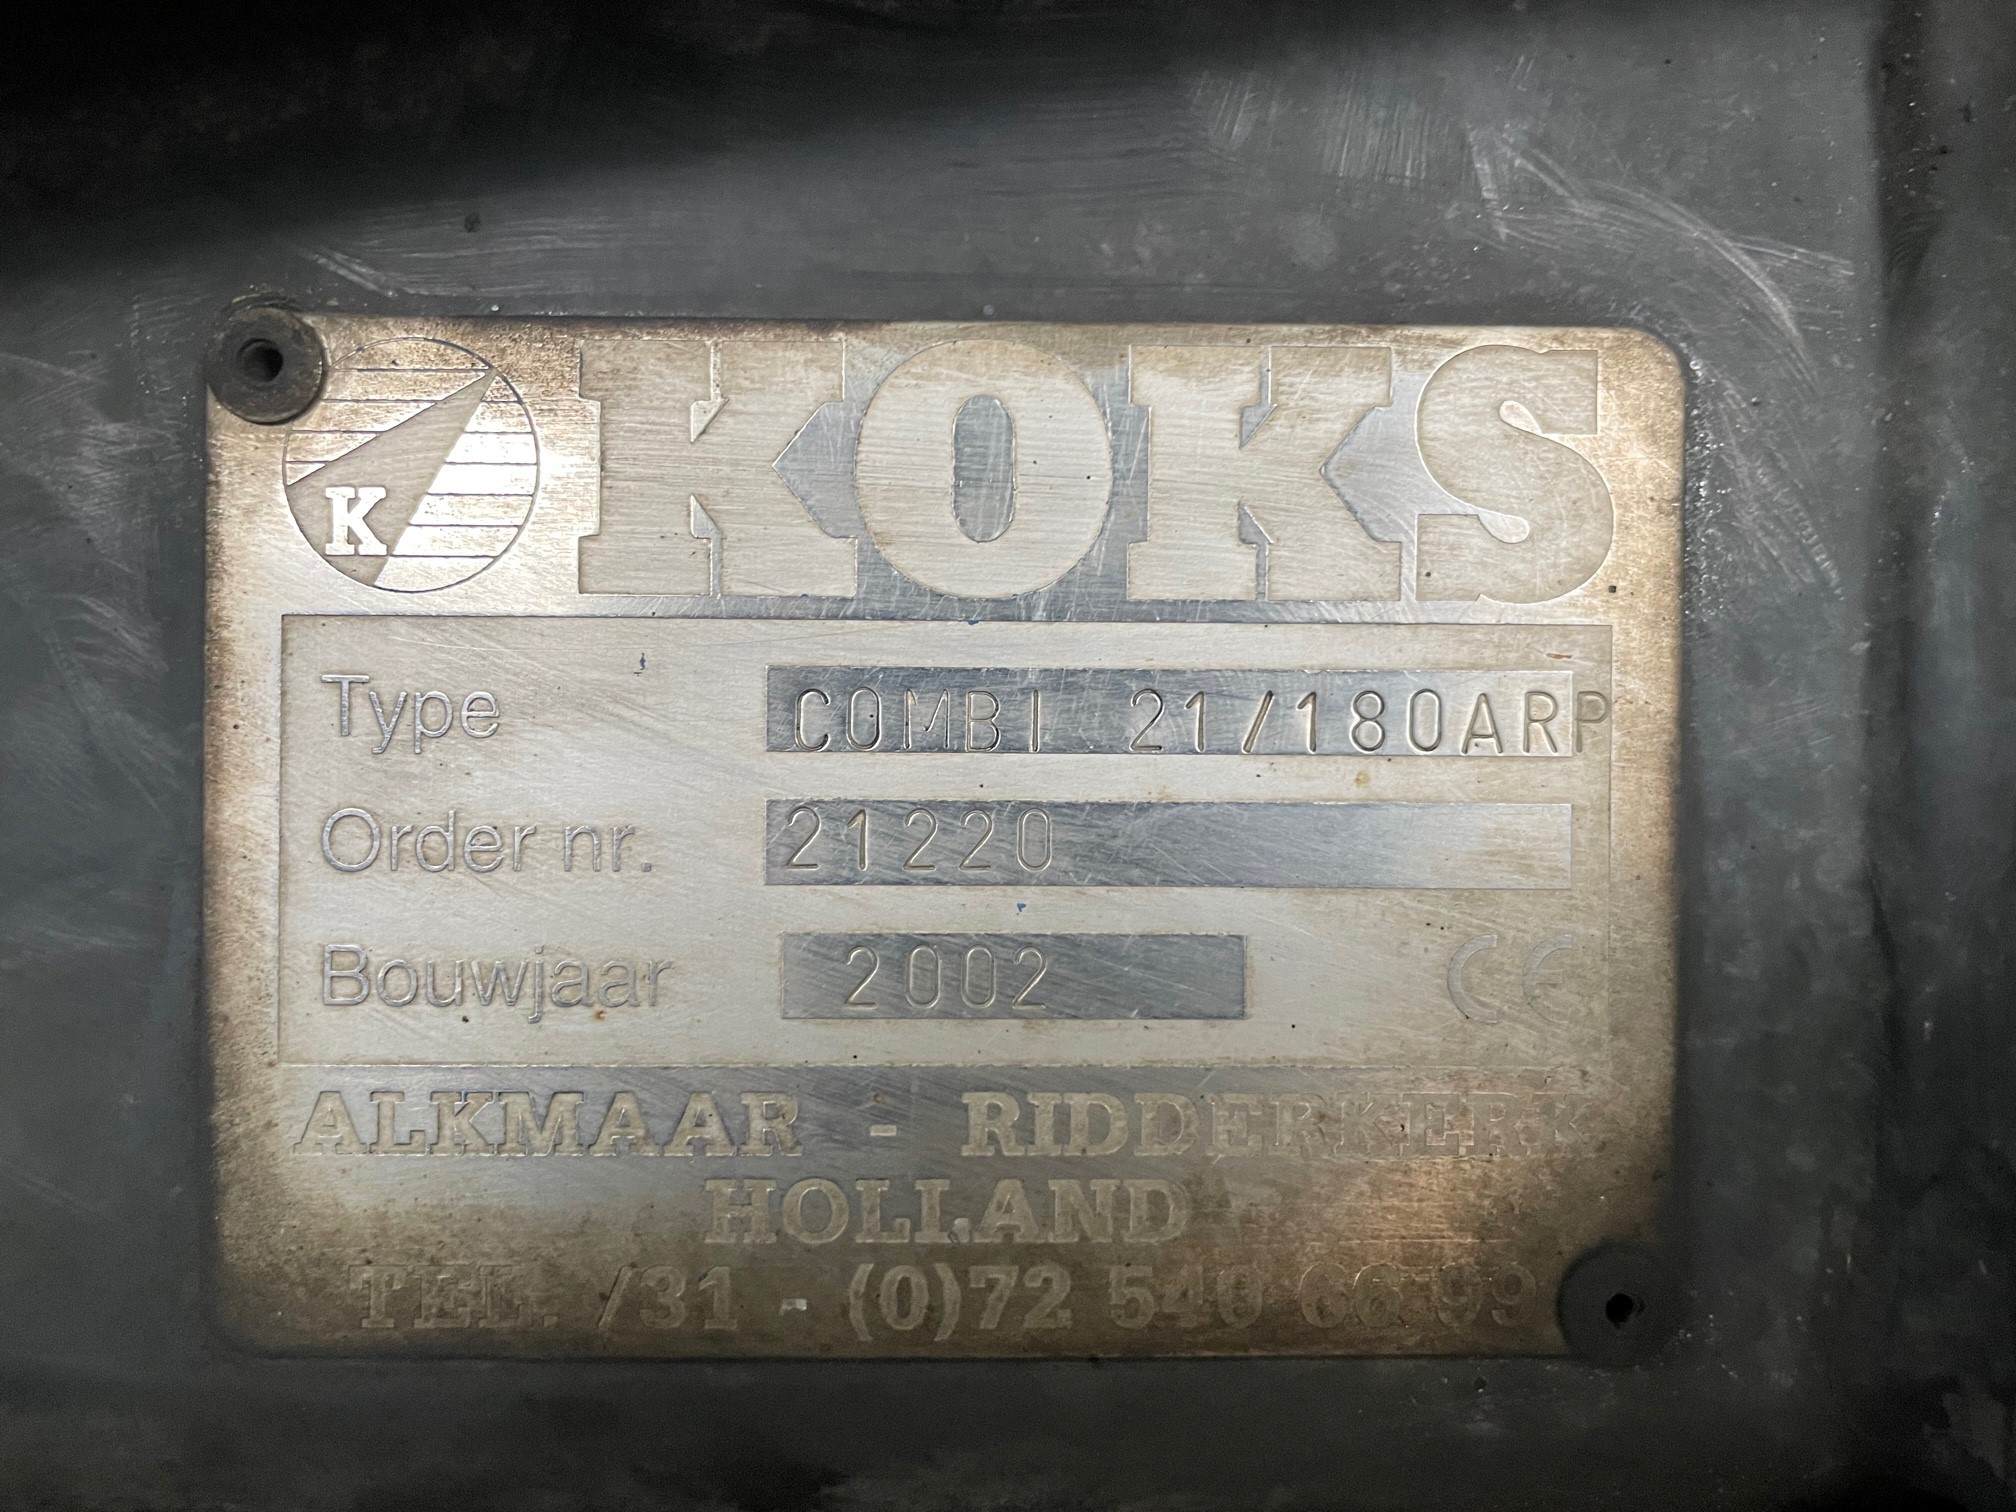 K KOKS
Type COMBI 21/180ARP
Order nr. 21220
Bouwjaar 2002 CE
ALKMAAR - RIDDERKERK
HOLLAND
TEL. /31 - (0)72 540 66 99